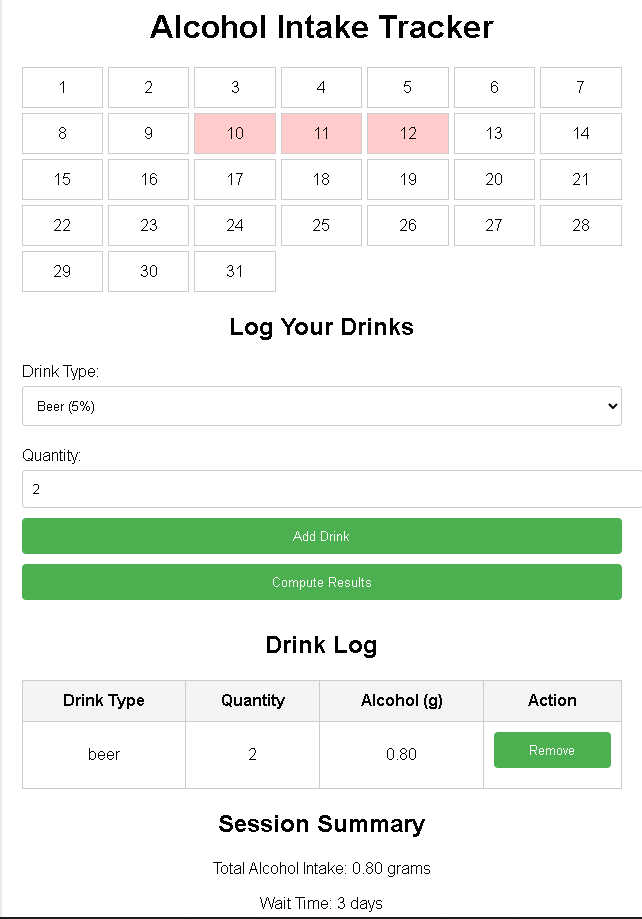 Alcohol Intake Tracker
1 2 3 4 5 6 7
8 9 10 11 12 13 14
15 16 17 18 19 20 21
22 23 24 25 26 27 28
29 30 31
Log Your Drinks
Drink Type:
Beer (5%)
Quantity:
2
Add Drink
Compute Results
Drink Log
Drink Type Quantity Alcohol (g) Action
beer 2 0.80 Remove
Session Summary
Total Alcohol Intake: 0.80 grams
Wait Time: 3 days